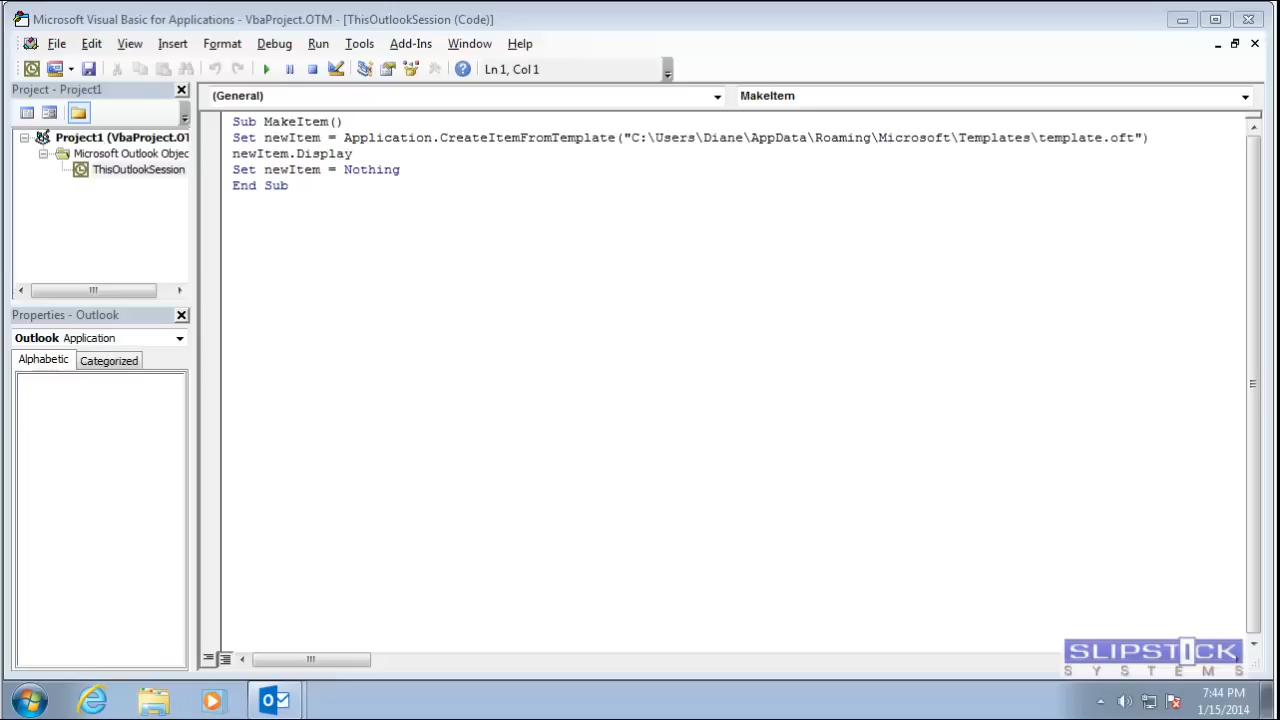 Microsoft Visual Basic for Applications - VbaProject.OTM - [ThisOutlookSession (Code)]
File Edit View Insert Format Debug Run Tools Add-Ins Window Help
Ln 1, Col 1
Project - Project1
(General) MakeItem
Project1 (VbaProject.OT
Microsoft Outlook Objec
ThisOutlookSession
Sub MakeItem()
Set newItem = Application.CreateItemFromTemplate("C:\Users\Diane\AppData\Roaming\Microsoft\Templates\template.oft")
newItem.Display
Set newItem = Nothing
End Sub
Properties - Outlook
Outlook Application
Alphabetic Categorized
SLIPSTICK
SYSTEMS
7:44 PM
1/15/2014